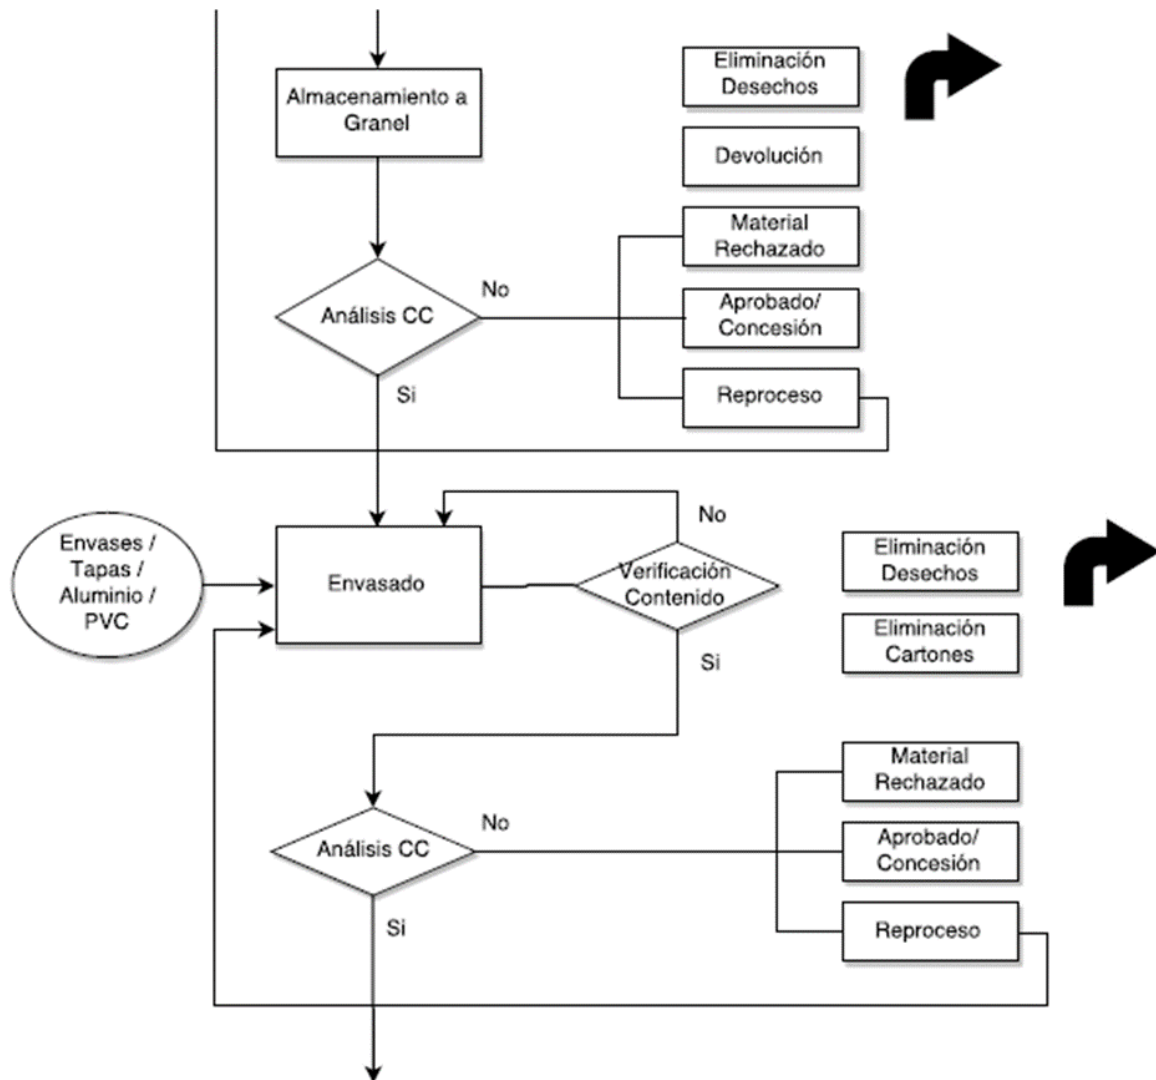 Almacenamiento a
Granel
Eliminación
Desechos
Devolución
Material
Rechazado
Análisis CC
No
Aprobado/
Concesión
Si
Reproceso
Envases /
Tapas /
Aluminio /
PVC
Envasado
No
Verificación
Contenido
Si
Eliminación
Desechos
Eliminación
Cartones
Análisis CC
No
Material
Rechazado
Aprobado/
Concesión
Si
Reproceso